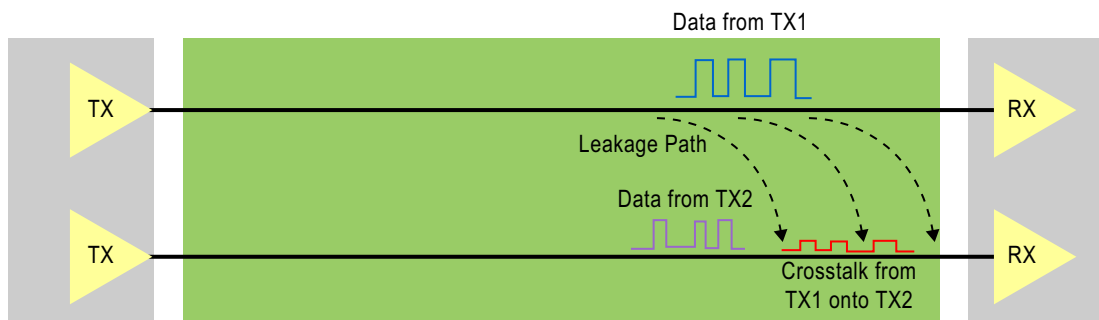 Data from TX1
TX
RX
Leakage Path
Data from TX2
TX
RX
Crosstalk from
TX1 onto TX2